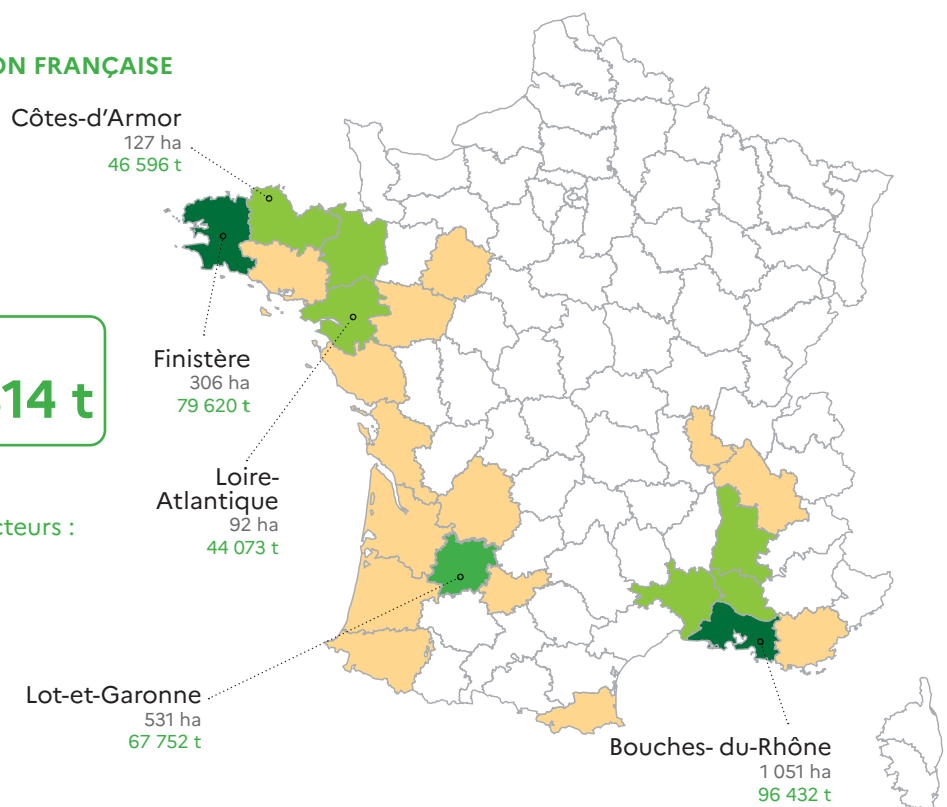 ON FRANÇAISE
Côtes-d'Armor
127 ha
46 596 t
Finistère
306 ha
79 620 t
14 t
Loire-
Atlantique
92 ha
44 073 t
cteurs :
Lot-et-Garonne
531 ha
67 752 t
Bouches- du-Rhône
1 051 ha
96 432 t